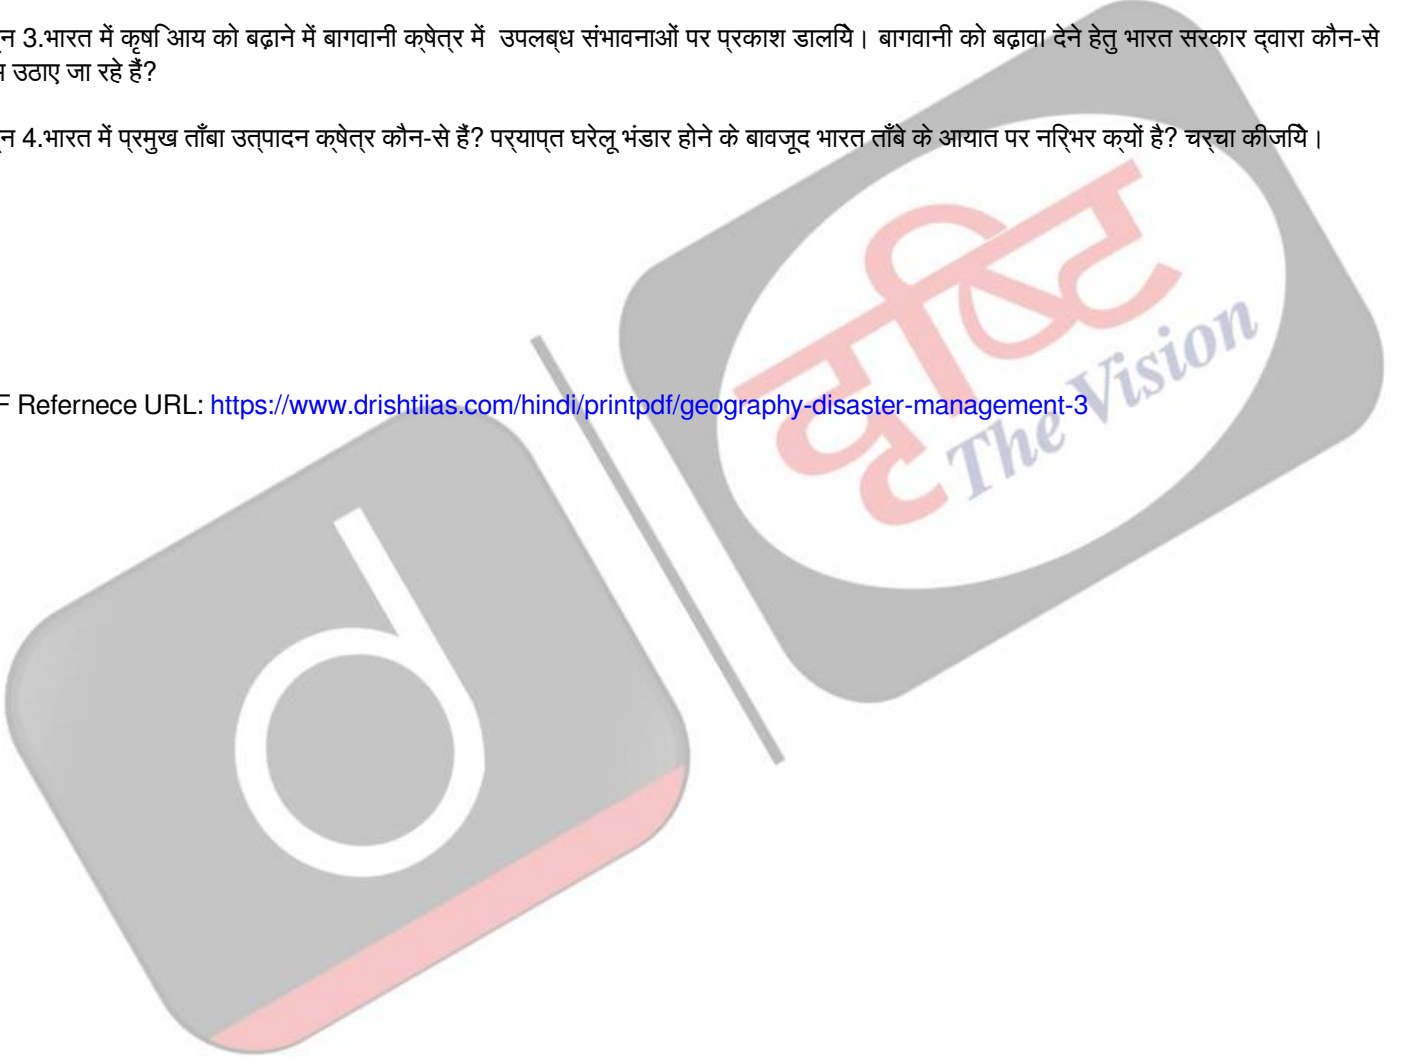 न 3.भारत में कृषि आय को बढ़ाने में बागवानी क्षेत्र में उपलब्ध संभावनाओं पर प्रकाश डालिये। बागवानी को बढ़ावा देने हेतु भारत सरकार द्वारा कौन-से
उठाए जा रहे हैं?
न 4.भारत में प्रमुख ताँबा उत्पादन क्षेत्र कौन-से हैं? पर्याप्त घरेलू भंडार होने के बावजूद भारत ताँबे के आयात पर निर्भर क्यों है? चर्चा कीजिये।
दृष्टि
The Vision
F Refernece URL: https://www.drishtiias.com/hindi/printpdf/geography-disaster-management-3
d